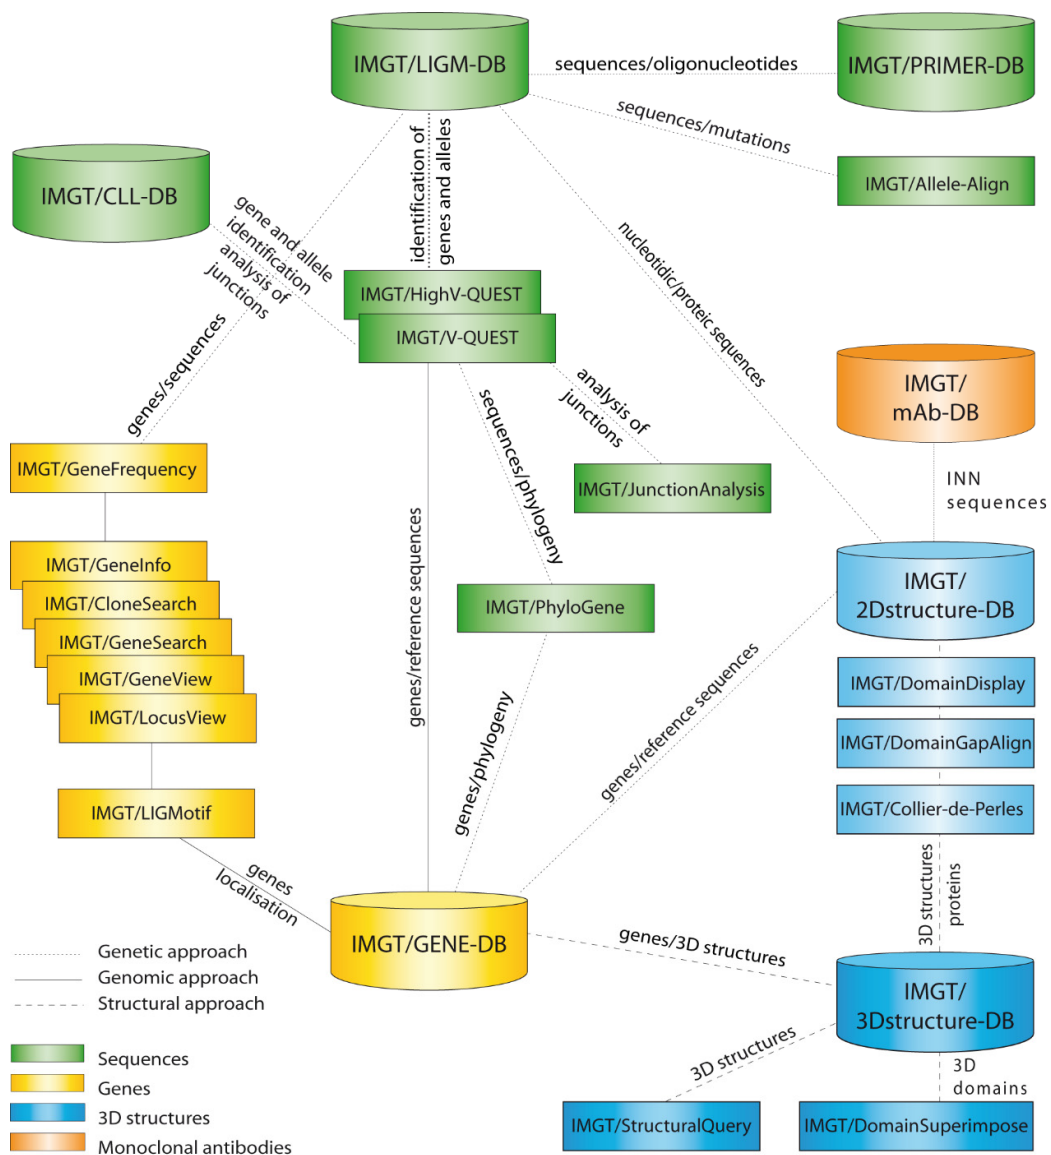 IMGT/LIGM-DB
IMGT/PRIMER-DB
sequences/oligonucleotides
sequences/mutations
IMGT/Allele-Align
IMGT/CLL-DB
identification of
genes and alleles
gene and allele
identification
analysis of
junctions
nucleotidic/proteic sequences
IMGT/HighV-QUEST
IMGT/V-QUEST
genes/sequences
analysis of
junctions
sequences/phylogeny
IMGT/
mAb-DB
IMGT/GeneFrequency
IMGT/JunctionAnalysis
INN
sequences
IMGT/GeneInfo
IMGT/CloneSearch
IMGT/GeneSearch
IMGT/GeneView
IMGT/LocusView
genes/reference sequences
IMGT/PhyloGene
IMGT/
2Dstructure-DB
IMGT/DomainDisplay
IMGT/DomainGapAlign
IMGT/Collier-de-Perles
genes/reference sequences
genes/phylogeny
IMGT/LIGMotif
genes
localisation
3D structures
proteins
IMGT/GENE-DB
genes/3D structures
IMGT/
3Dstructure-DB
3D structures
3D
domains
IMGT/StructuralQuery
IMGT/DomainSuperimpose
Genetic approach
Genomic approach
Structural approach
Sequences
Genes
3D structures
Monoclonal antibodies